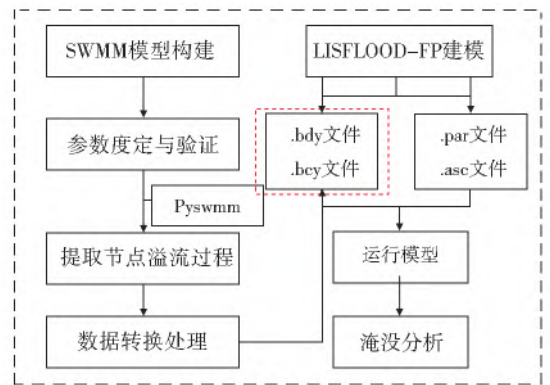 SWMM模型构建
LISFLOOD-FP建模
参数度定与验证
.bdy文件
.bcy文件
.par文件
.asc文件
Pyswmm
提取节点溢流过程
运行模型
数据转换处理
淹没分析